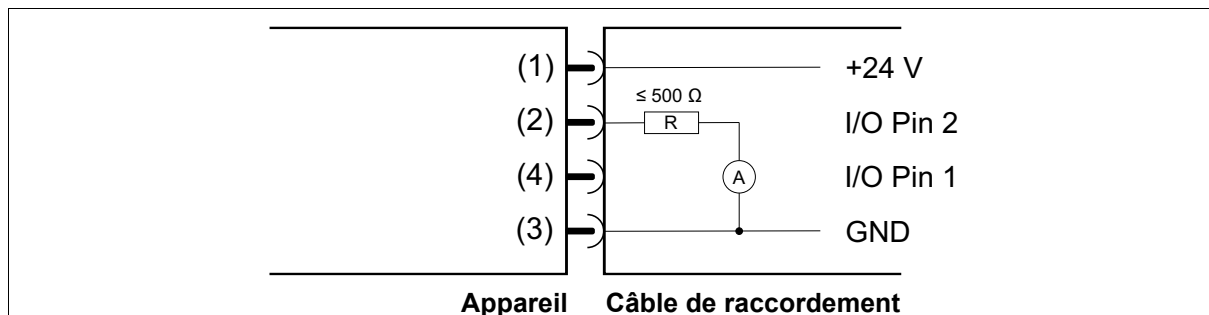 (1) +24 V
≤ 500 Ω
(2) R I/O Pin 2
(4) A I/O Pin 1
(3) GND
Appareil Câble de raccordement